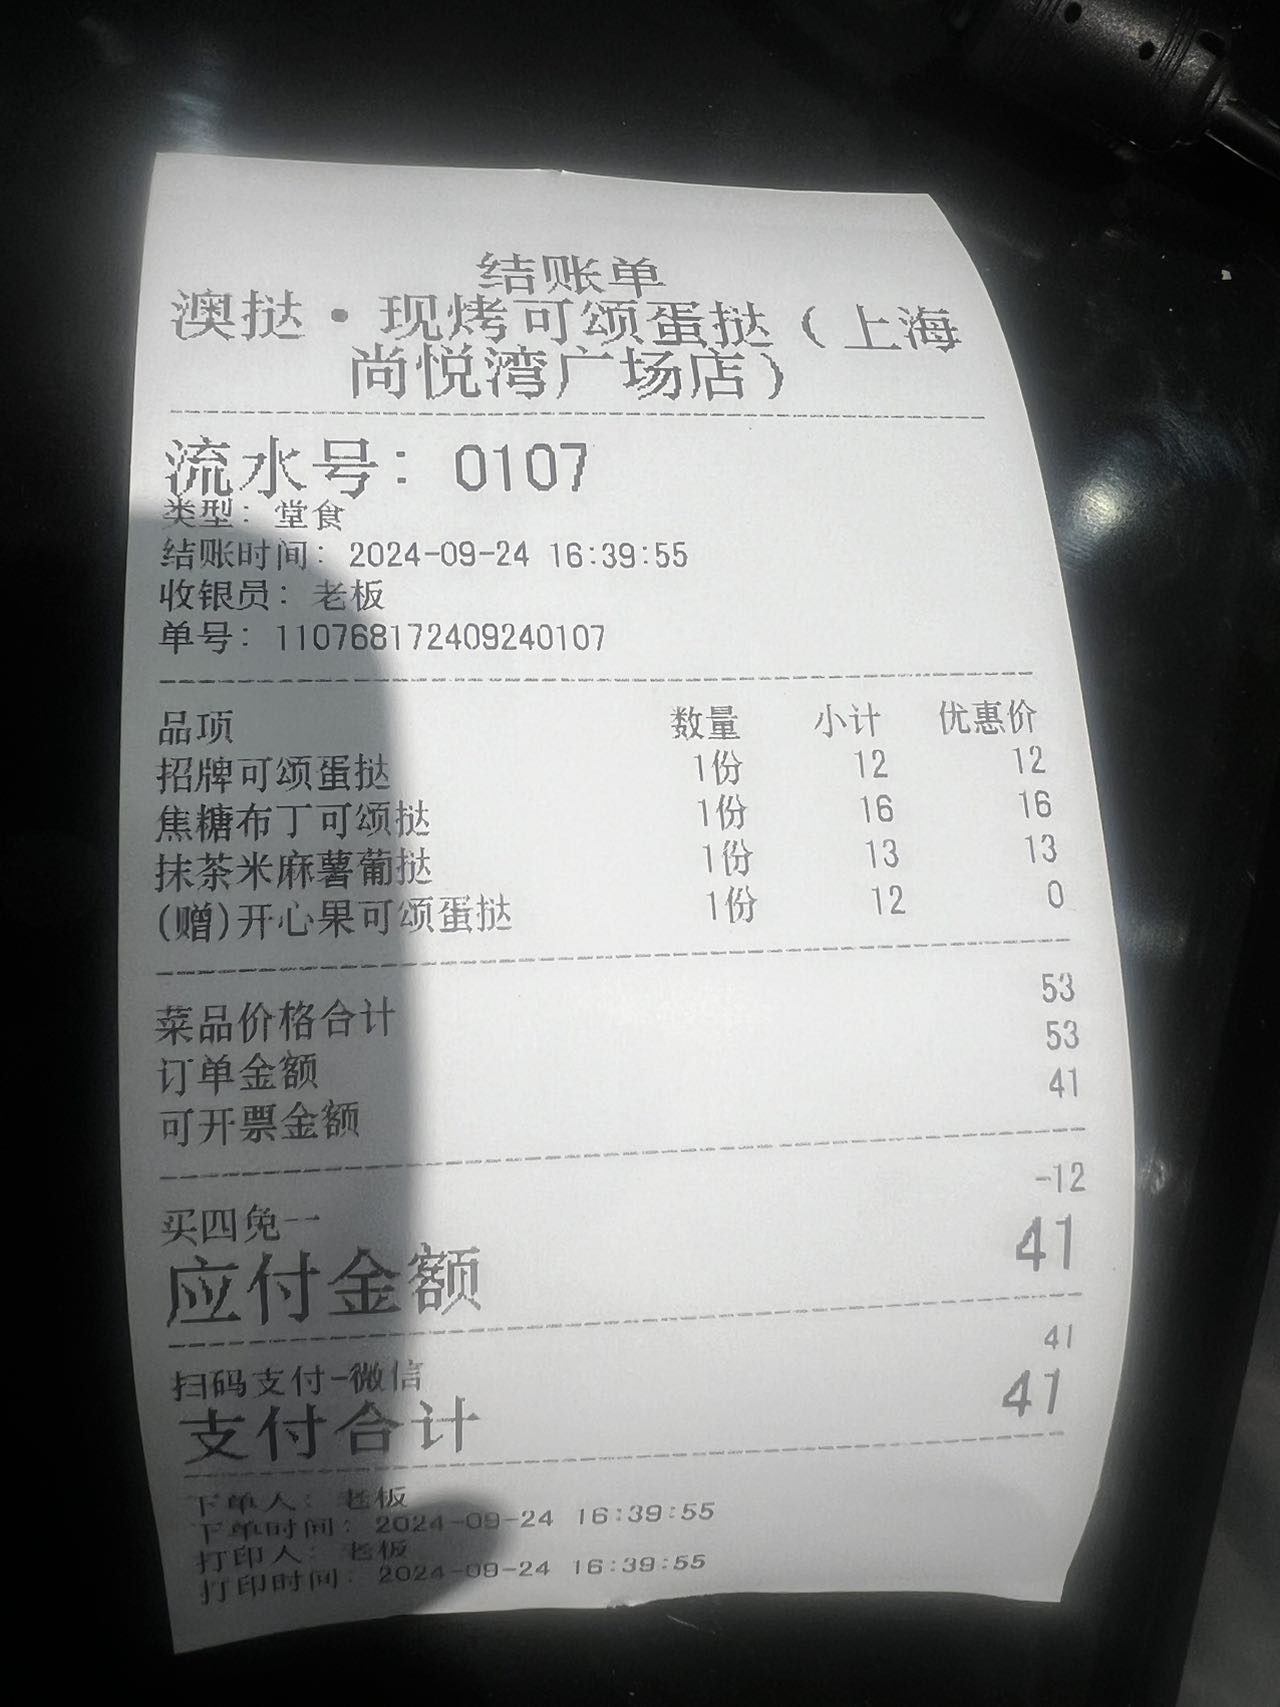 结账单
澳挞·现烤可颂蛋挞（上海
尚悦湾广场店）
流水号：0107
类型：堂食
结账时间：2024-09-24 16:39:55
收银员：老板
单号：110768172409240107
品项 数量 小计 优惠价
招牌可颂蛋挞 1份 12 12
焦糖布丁可颂挞 1份 16 16
抹茶米麻薯葡挞 1份 13 13
(赠)开心果可颂蛋挞 1份 12 0
菜品价格合计 53
订单金额 53
可开票金额 41
买四免一 -12
应付金额 41
扫码支付-微信 41
支付合计 41
下单人：老板
下单时间：2024-09-24 16:39:55
打印人：老板
打印时间：2024-09-24 16:39:55